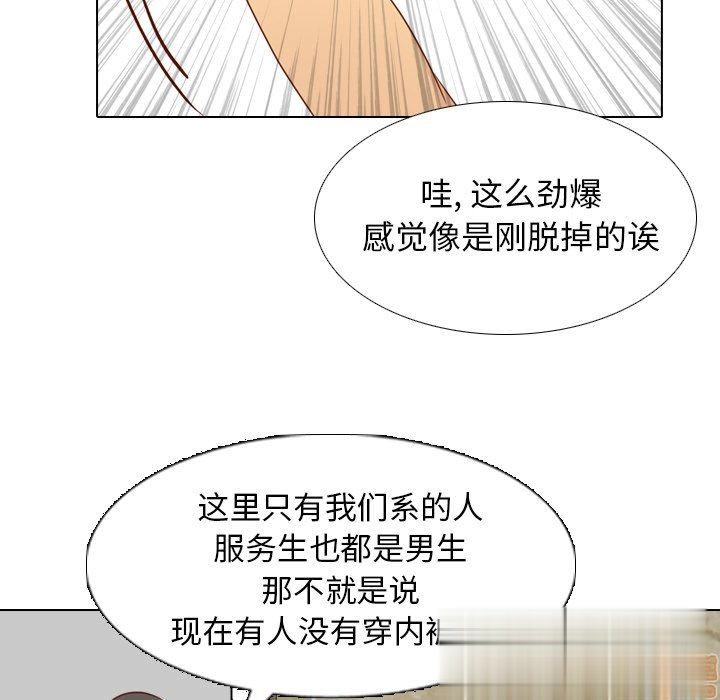 哇, 这么劲爆
感觉像是刚脱掉的诶
这里只有我们系的人
服务生也都是男生
那不就是说
现在有人没有穿内